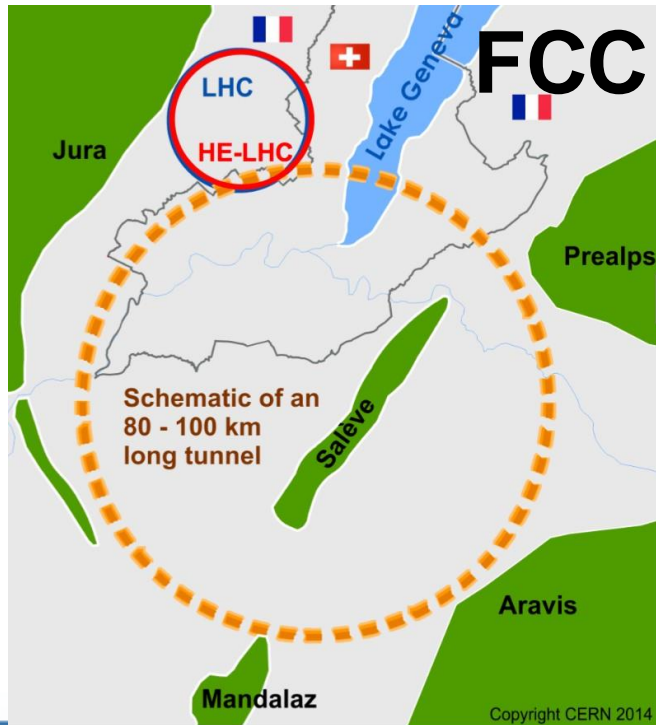 FCC
LHC
HE-LHC
Lake Geneva
Jura
Prealps
Schematic of an
80 - 100 km
long tunnel
Salève
Aravis
Mandalaz
Copyright CERN 2014